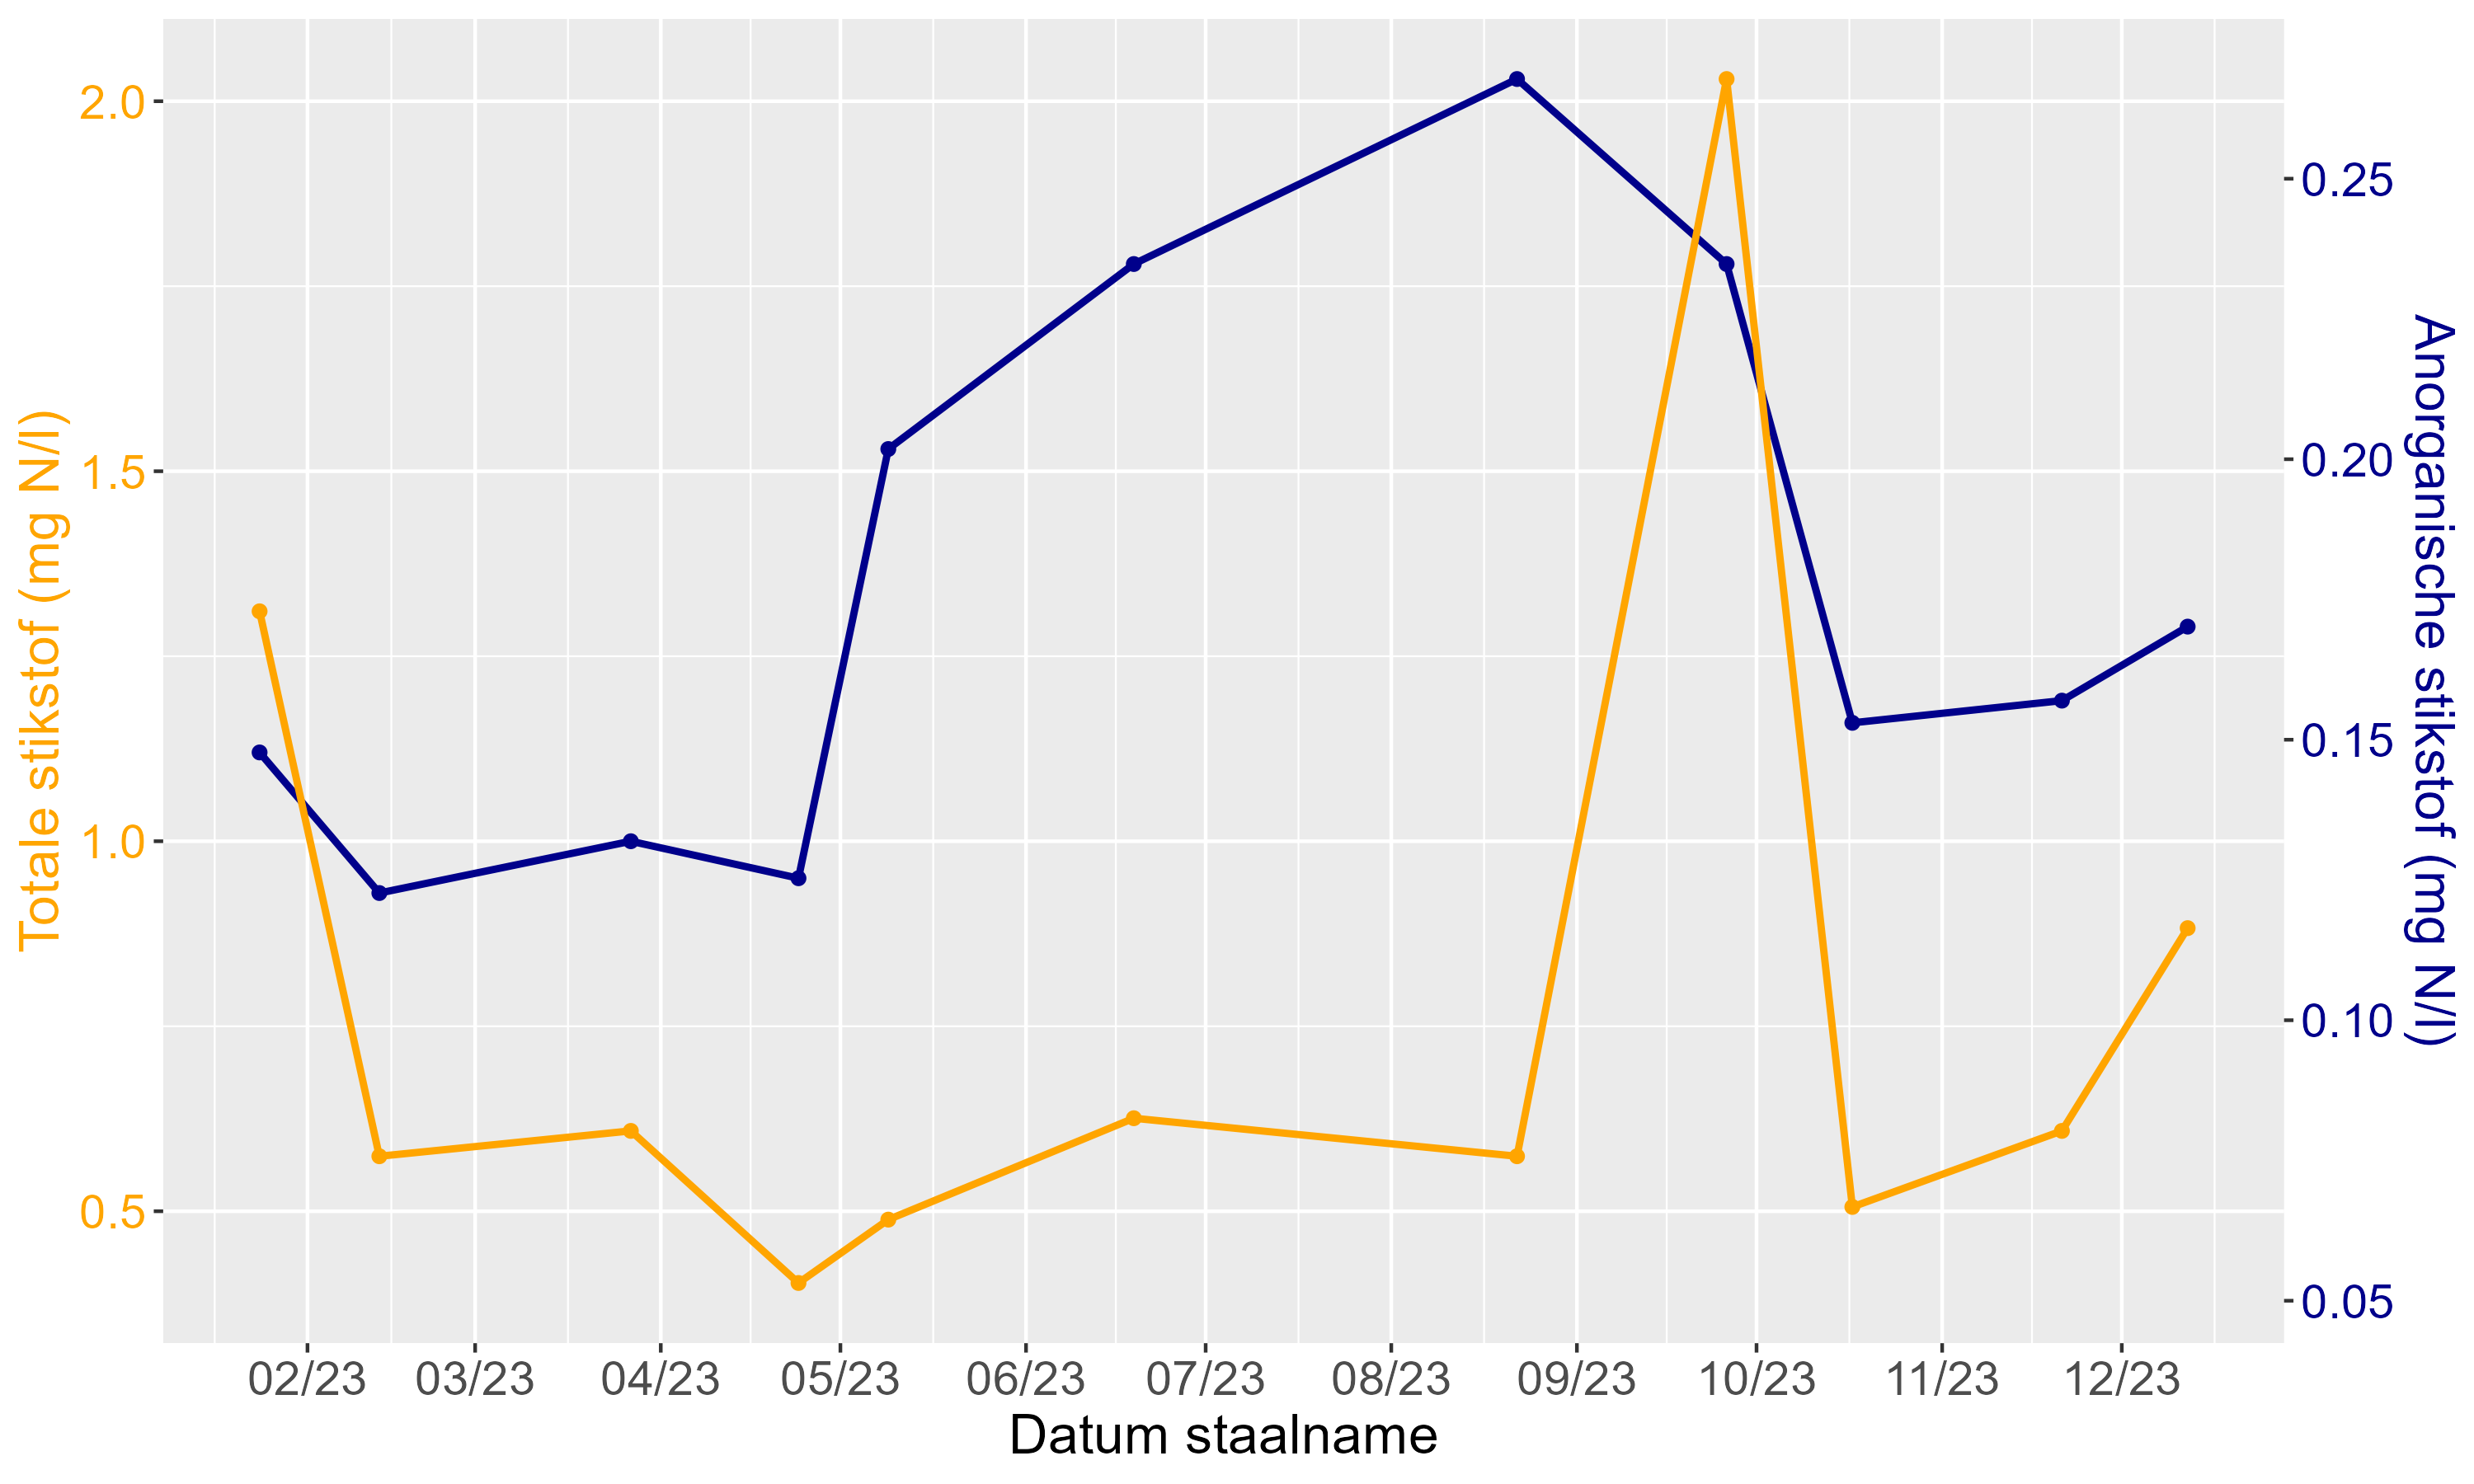 Totale stikstof (mg N/l)
2.0
1.5
1.0
0.5
0.25
0.20
0.15
0.10
0.05
Anorganische stikstof (mg N/l)
02/23 03/23 04/23 05/23 06/23 07/23 08/23 09/23 10/23 11/23 12/23
Datum staalname